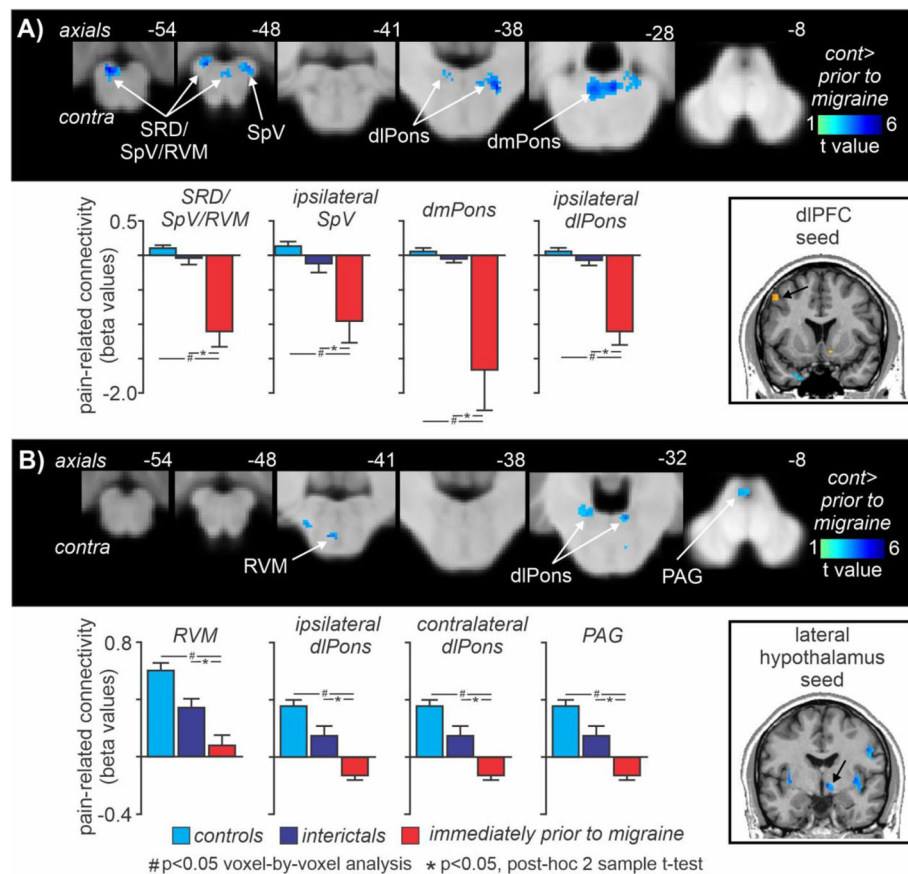 A) axials -54 -48 -41 -38 -28 -8
cont>
prior to
migraine
1 6
t value
contra
SRD/
SpV/RVM
SpV
dlPons
dmPons
pain-related connectivity
(beta values)
0.5
-2.0
SRD/
SpV/RVM
# *
ipsilateral
SpV
# *
dmPons
# *
ipsilateral
dlPons
# *
dlPFC
seed
B) axials -54 -48 -41 -38 -32 -8
cont>
prior to
migraine
1 6
t value
contra
RVM
dlPons
PAG
pain-related connectivity
(beta values)
0.8
-0.4
RVM
#
*
ipsilateral
dlPons
#
*
contralateral
dlPons
#
*
PAG
#
*
lateral
hypothalamus
seed
controls interictals immediately prior to migraine
# p<0.05 voxel-by-voxel analysis * p<0.05, post-hoc 2 sample t-test